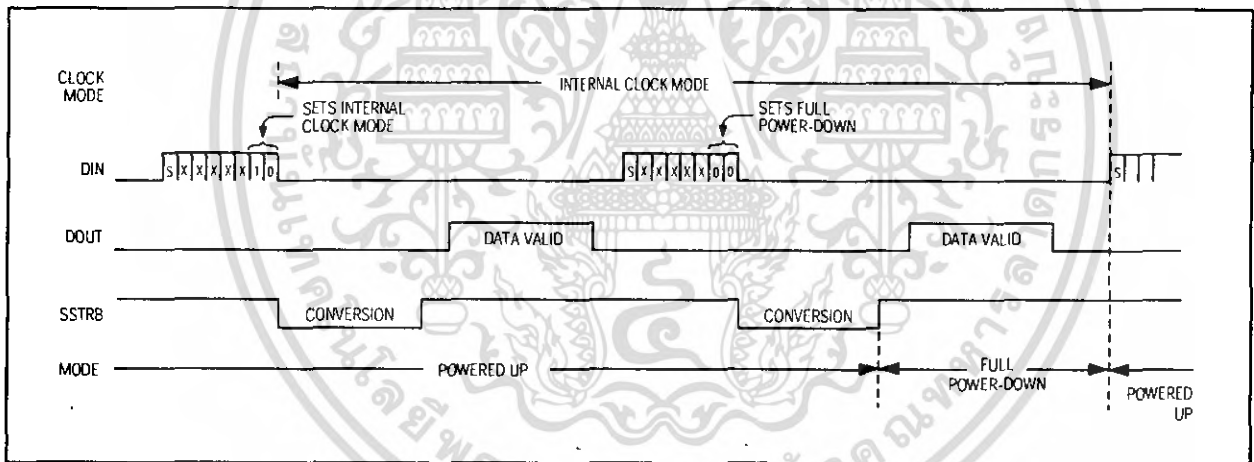 CLOCK
MODE
INTERNAL CLOCK MODE
SETS INTERNAL
CLOCK MODE
SETS FULL
POWER-DOWN
DIN
S X X X X X 1 0
S X X X X X 0 0
S
DOUT
DATA VALID
DATA VALID
SSTRB
CONVERSION
CONVERSION
MODE
POWERED UP
FULL
POWER-DOWN
POWERED
UP